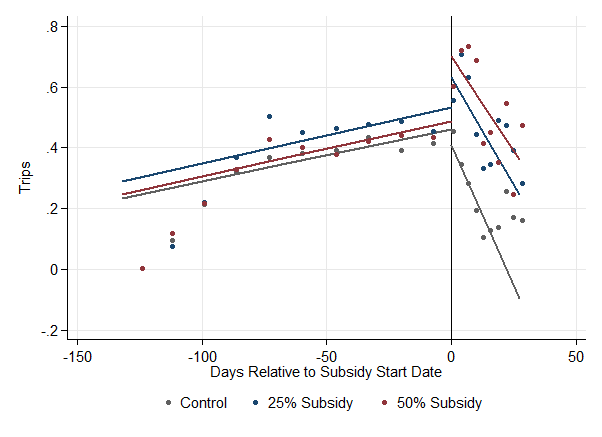 .8
.6
.4
.2
0
-.2
Trips
-150
-100
-50
0
50
Days Relative to Subsidy Start Date
Control
25% Subsidy
50% Subsidy